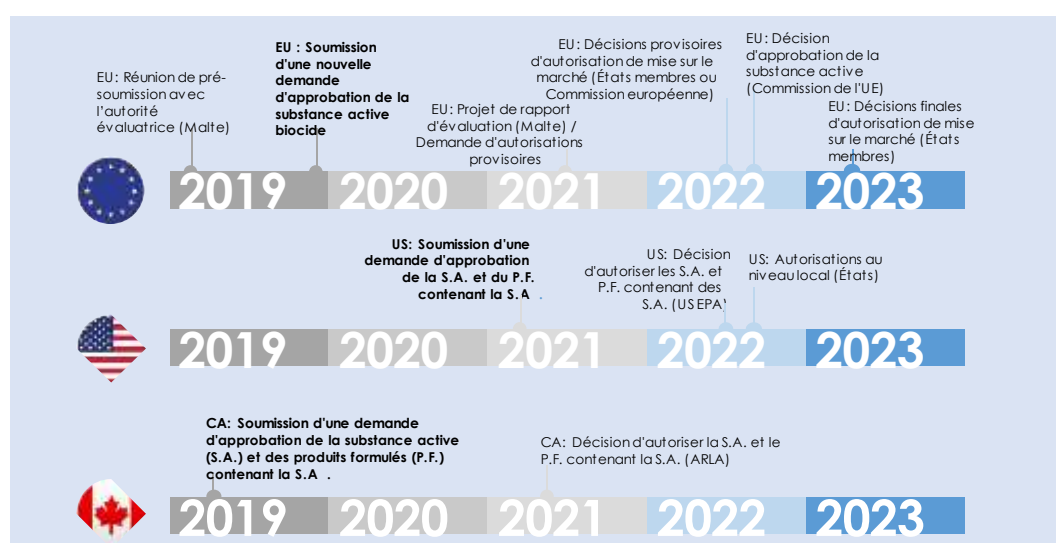 EU: Réunion de pré-
soumission avec
l'autorité
évaluatrice (Malte)
EU : Soumission
d'une nouvelle
demande
d'approbation de la
substance active
biocide
EU: Projet de rapport
d'évaluation (Malte) /
Demande d'autorisations
provisoires
EU: Décisions provisoires
d'autorisation de mise sur le
marché (États membres ou
Commission européenne)
EU: Décision
d'approbation de la
substance active
(Commission de l'UE)
EU: Décisions finales
d'autorisation de mise
sur le marché (États
membres)
2019 2020 2021 2022 2023
US: Soumission d'une
demande d'approbation
de la S.A. et du P.F.
contenant la S.A .
US: Décision
d'autoriser les S.A. et
P.F. contenant des
S.A. (US EPA)
US: Autorisations au
niveau local (États)
2019 2020 2021 2022 2023
CA: Soumission d'une demande
d'approbation de la substance active
(S.A.) et des produits formulés (P.F.)
contenant la S.A .
CA: Décision d'autoriser la S.A. et le
P.F. contenant la S.A. (ARLA)
2019 2020 2021 2022 2023